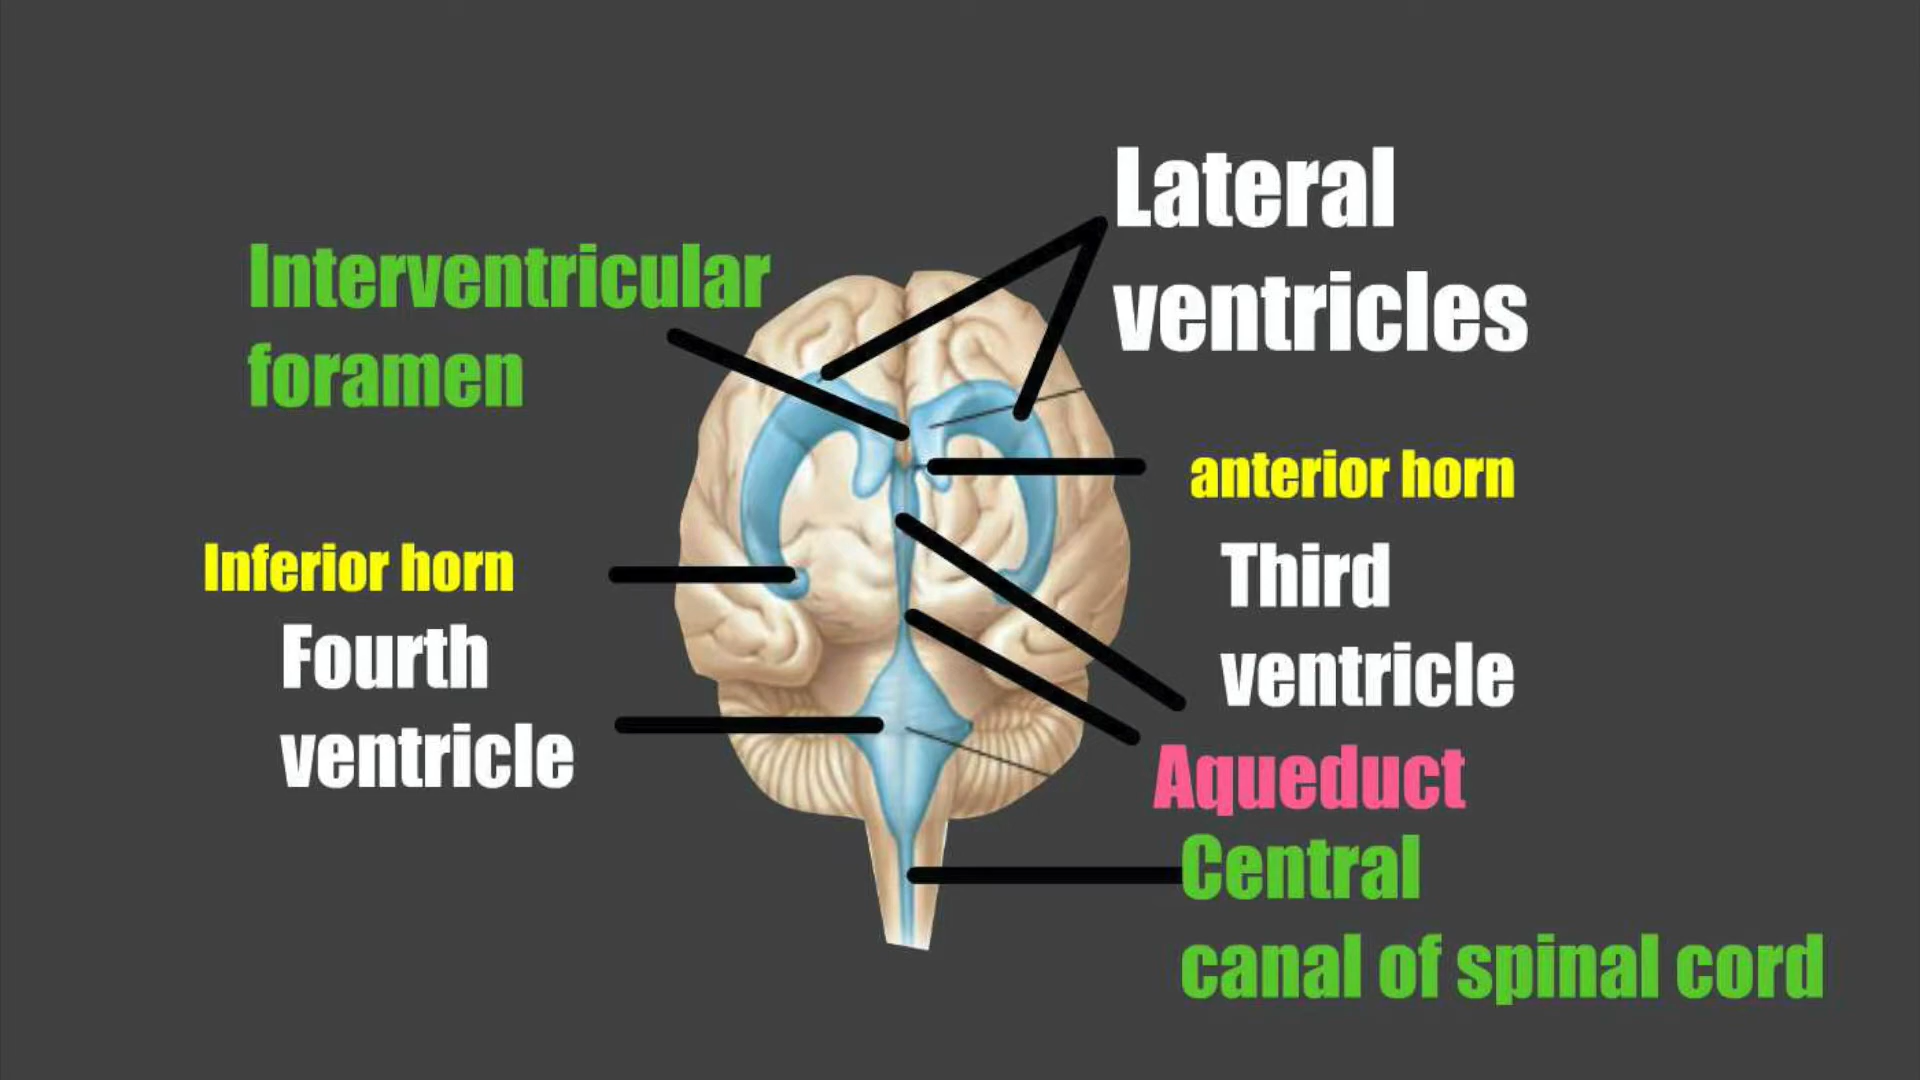 Lateral
ventricles
Interventricular
foramen
anterior horn
Inferior horn
Third
ventricle
Fourth
ventricle
Aqueduct
Central
canal of spinal cord